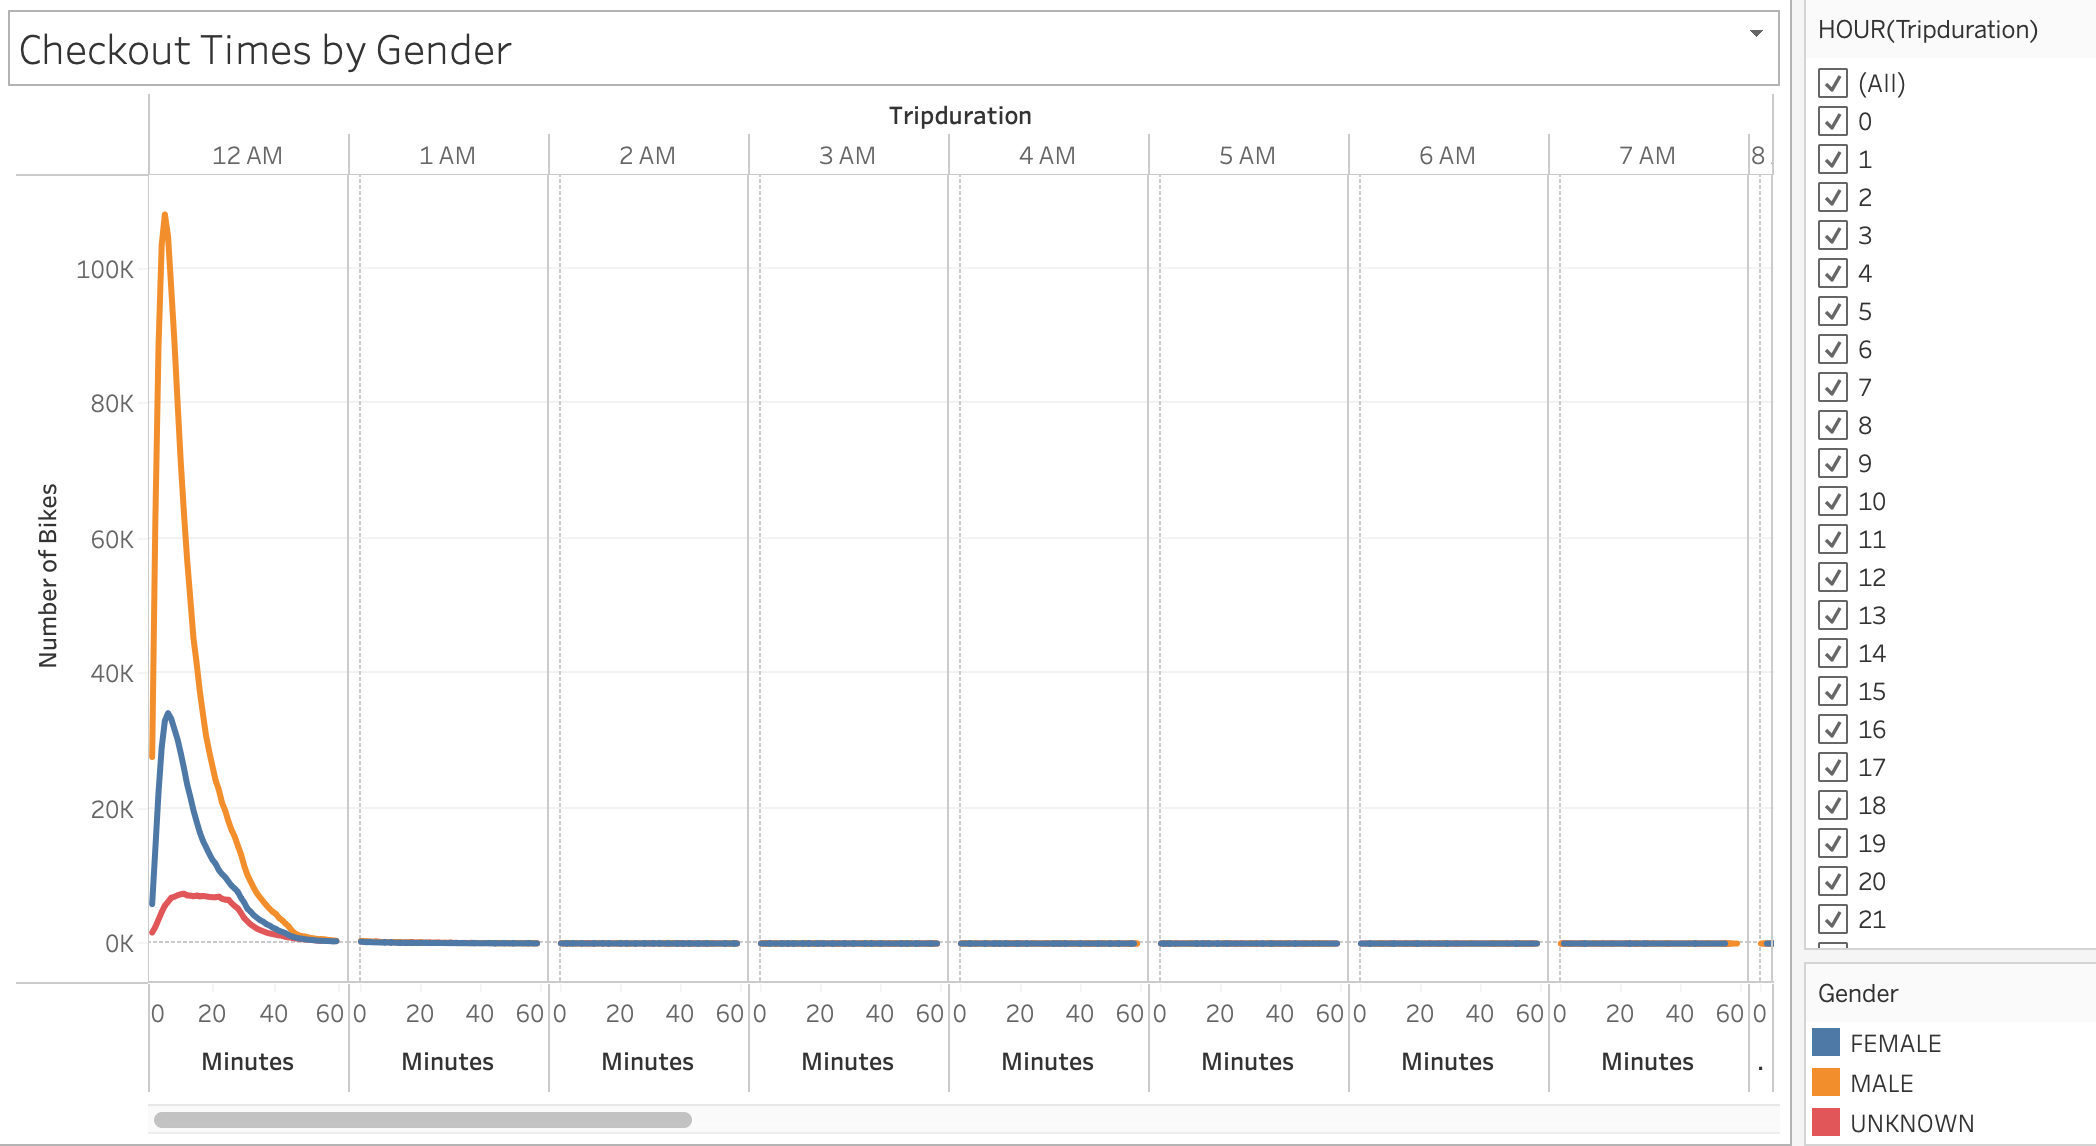 Checkout Times by Gender
Tripduration
12 AM 1 AM 2 AM 3 AM 4 AM 5 AM 6 AM 7 AM 8
100K
80K
60K
40K
20K
0K
Number of Bikes
0 20 40 60 0 20 40 60 0 20 40 60 0 20 40 60 0 20 40 60 0 20 40 60 0 20 40 60 0 20 40 60 0
Minutes Minutes Minutes Minutes Minutes Minutes Minutes Minutes .
HOUR(Tripduration)
(All)
0
1
2
3
4
5
6
7
8
9
10
11
12
13
14
15
16
17
18
19
20
21
Gender
FEMALE
MALE
UNKNOWN